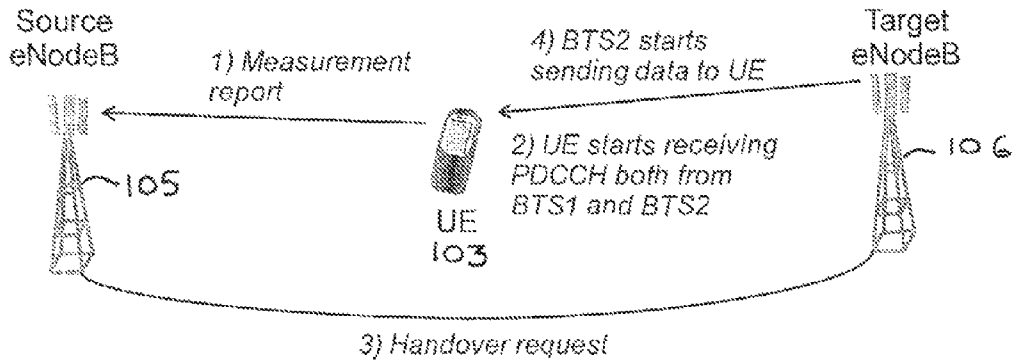 Source
eNodeB
1) Measurement
report
4) BTS2 starts
sending data to UE
Target
eNodeB
2) UE starts receiving
PDCCH both from
BTS1 and BTS2
105
UE
103
106
3) Handover request